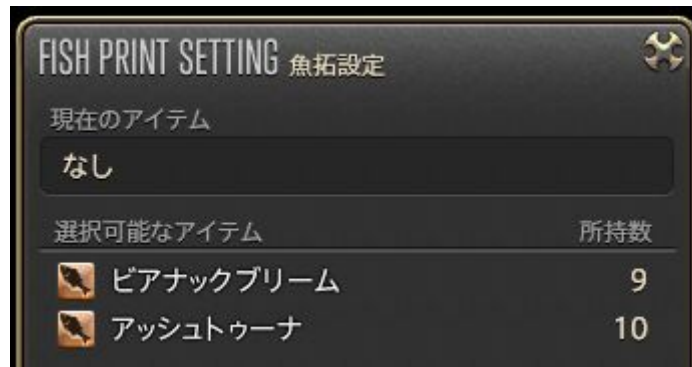 FISH PRINT SETTING 魚拓設定
現在のアイテム
なし
選択可能なアイテム 所持数
ビアナックブリーム 9
アッシュトゥーナ 10